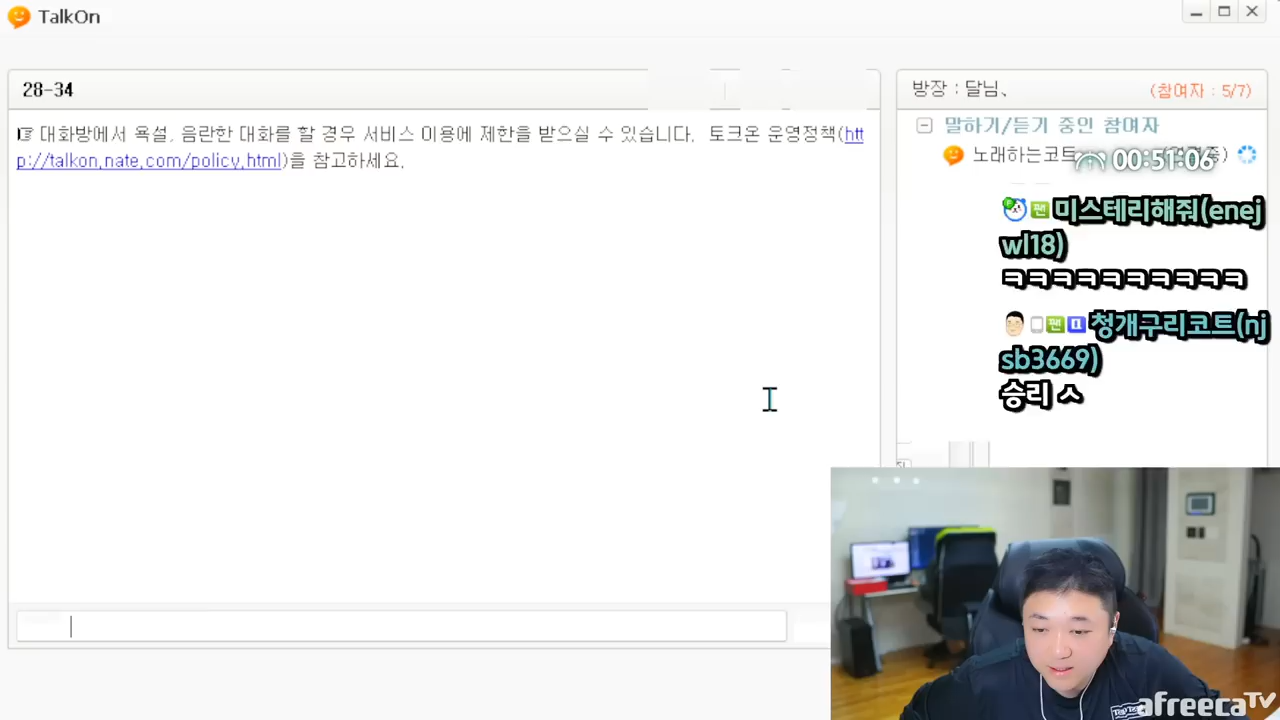 TalkOn
28-34
☞ 대화방에서 욕설, 음란한 대화를 할 경우 서비스 이용에 제한을 받으실 수 있습니다. 토크온 운영정책(htt
p://talkon.nate.com/policy.html)을 참고하세요.
방장 : 달님、
(참여자 : 5/7)
말하기/듣기 중인 참여자
노래하는코트
00:51:06
미스테리해줘(enej
wl18)
ㅋㅋㅋㅋㅋㅋㅋㅋㅋㅋ
청개구리코트(nj
sb3669)
승리 ㅅ
afreecaTV